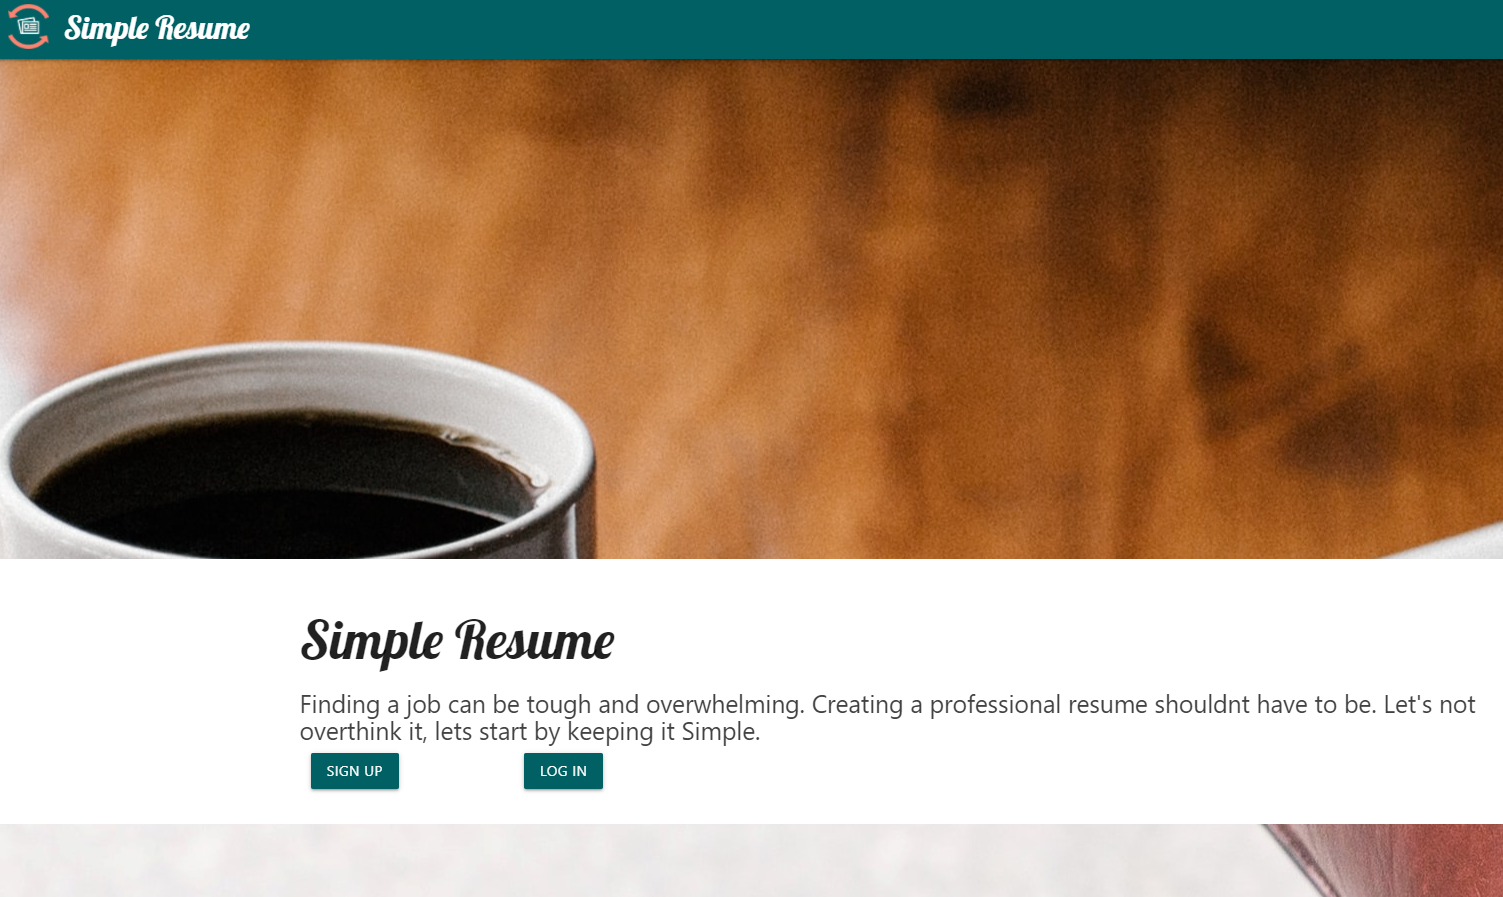 Simple Resume
Simple Resume
Finding a job can be tough and overwhelming. Creating a professional resume shouldnt have to be. Let's not
overthink it, lets start by keeping it Simple.
SIGN UP
LOG IN